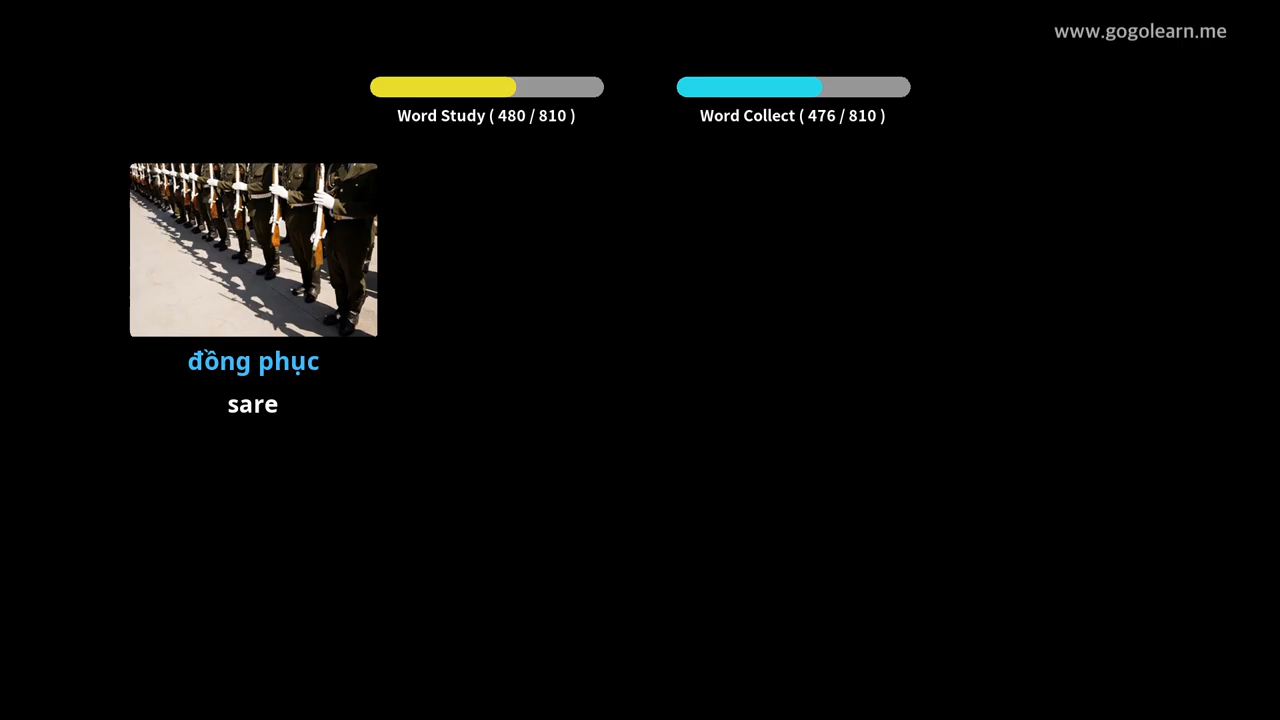 www.gogolearn.me
Word Study ( 480 / 810 )
Word Collect ( 476 / 810 )
đồng phục
sare